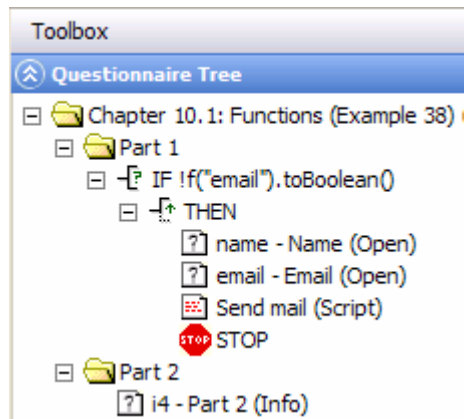 Toolbox
Questionnaire Tree
Chapter 10.1: Functions (Example 38)
Part 1
? IF !f("email").toBoolean()
THEN
? name - Name (Open)
? email - Email (Open)
Send mail (Script)
STOP STOP
Part 2
? i4 - Part 2 (Info)